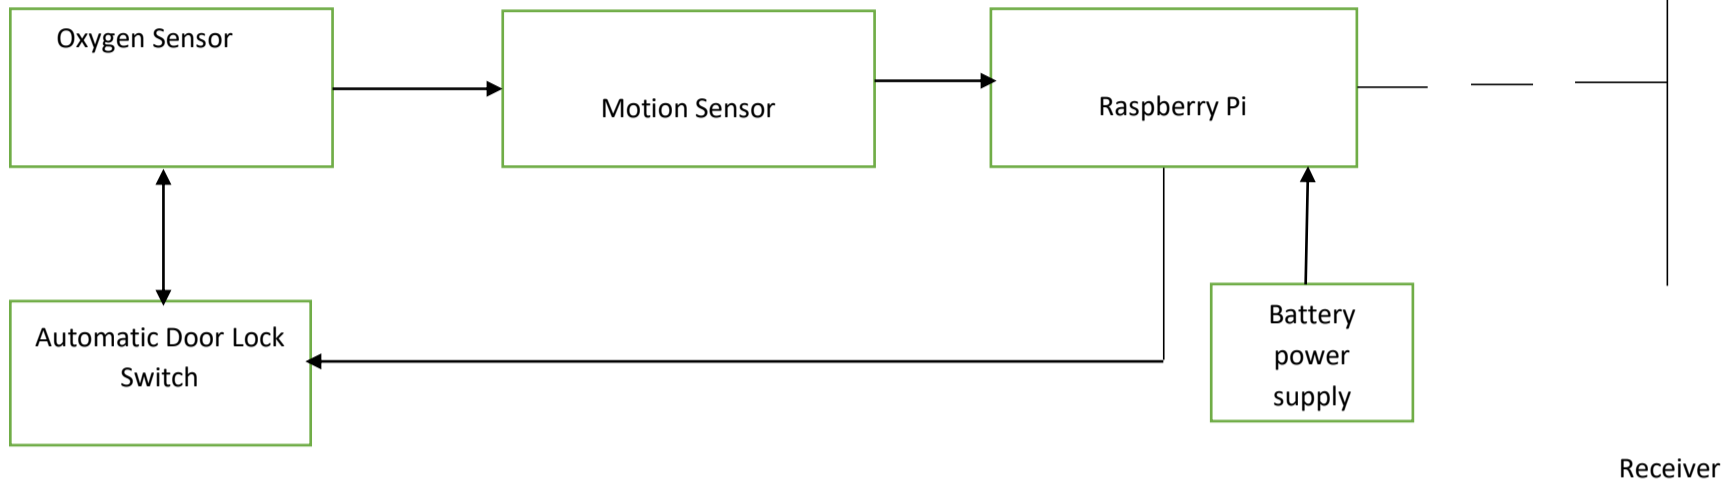 Oxygen Sensor
Motion Sensor
Raspberry Pi
Automatic Door Lock
Switch
Battery
power
supply
Receiver